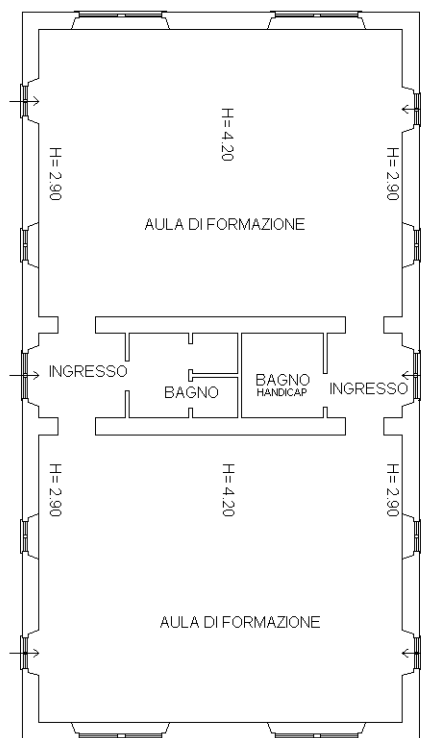 H= 4.20
H= 2.90
H= 2.90
AULA DI FORMAZIONE
INGRESSO
BAGNO
BAGNO
HANDICAP
INGRESSO
H= 2.90
H= 4.20
H= 2.90
AULA DI FORMAZIONE